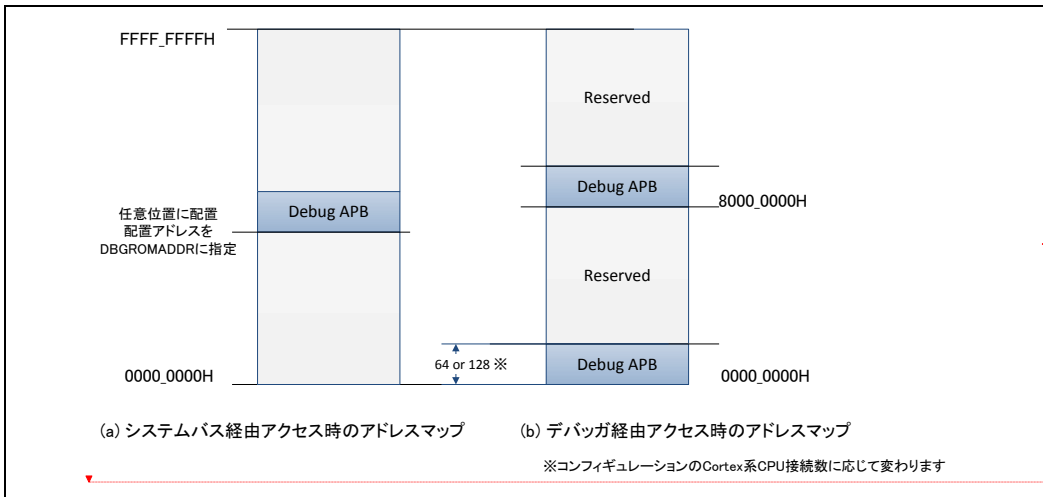 FFFF_FFFFH
Reserved
Debug APB
8000_0000H
任意位置に配置
配置アドレスを
DBGROMADDRに指定
Debug APB
Reserved
64 or 128 ※
Debug APB
0000_0000H
0000_0000H
(a) システムバス経由アクセス時のアドレスマップ
(b) デバッガ経由アクセス時のアドレスマップ
※コンフィギュレーションのCortex系CPU接続数に応じて変わります